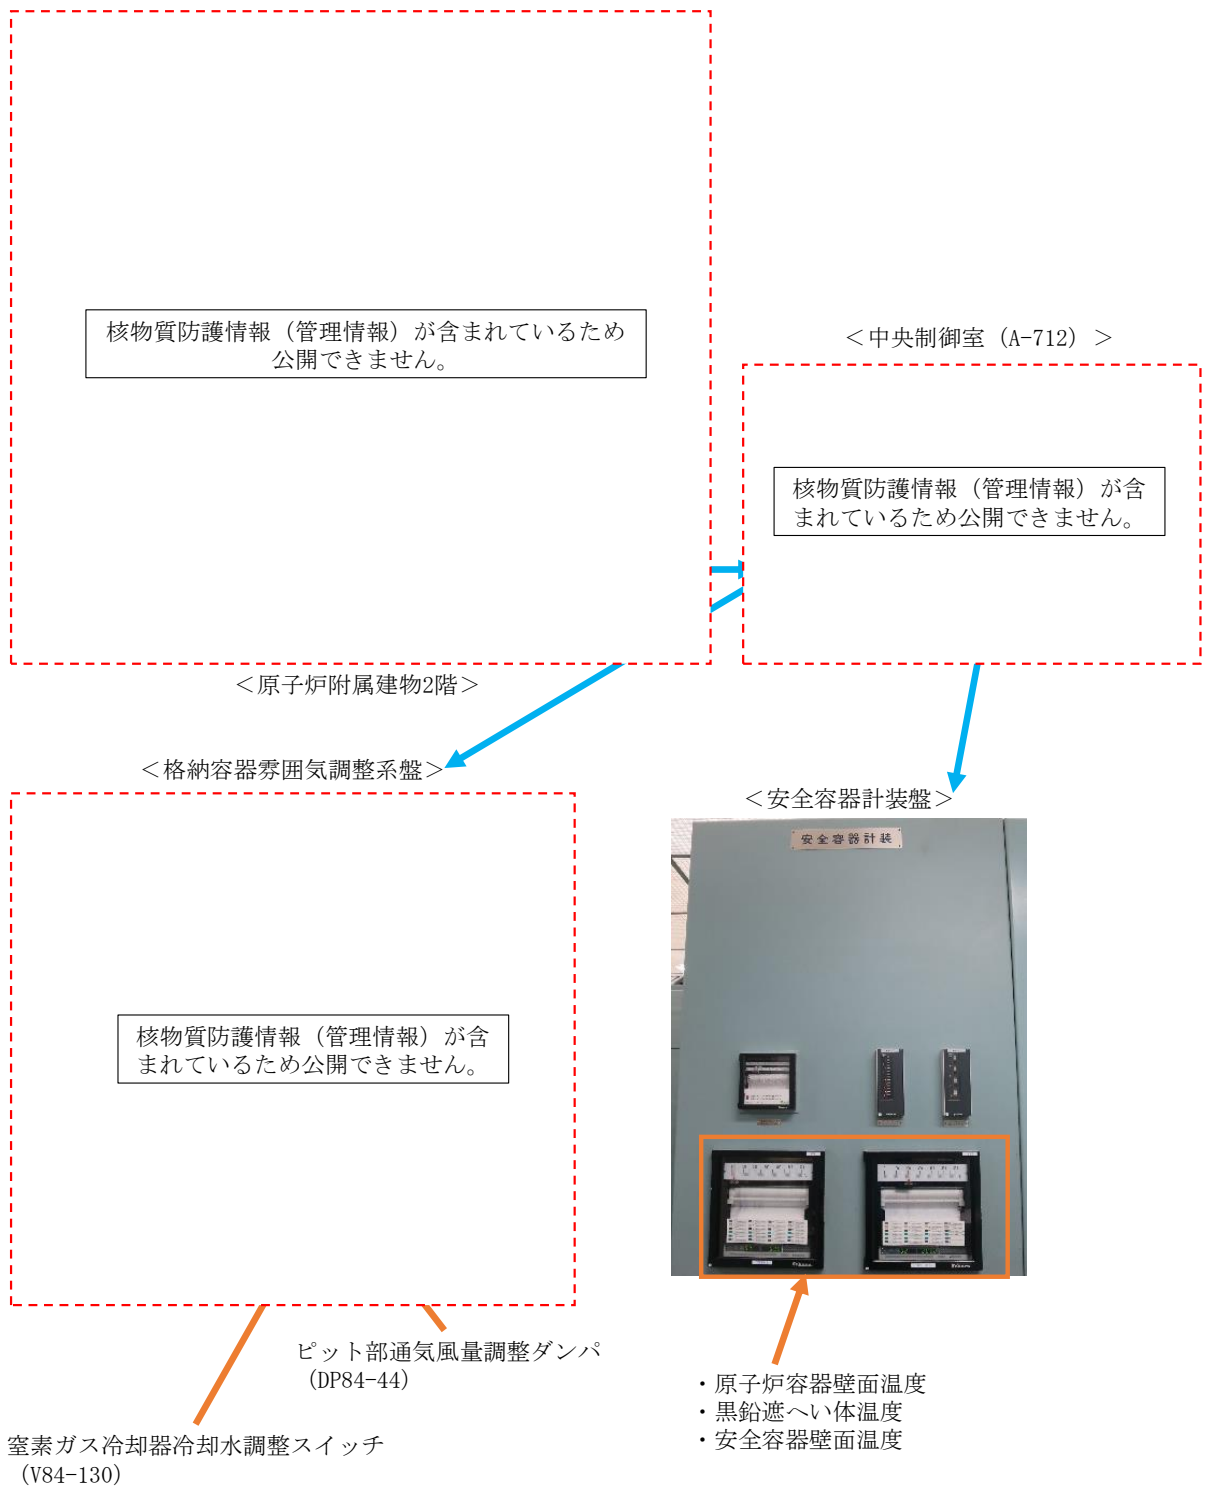 核物質防護情報（管理情報）が含まれているため
公開できません。
＜中央制御室（A-712）＞
核物質防護情報（管理情報）が含
まれているため公開できません。
＜原子炉附属建物2階＞
＜格納容器雰囲気調整系盤＞
＜安全容器計装盤＞
安全容器計装
核物質防護情報（管理情報）が含
まれているため公開できません。
ピット部通気風量調整ダンパ
（DP84-44）
・原子炉容器壁面温度
・黒鉛遮へい体温度
・安全容器壁面温度
窒素ガス冷却器冷却水調整スイッチ
（V84-130）